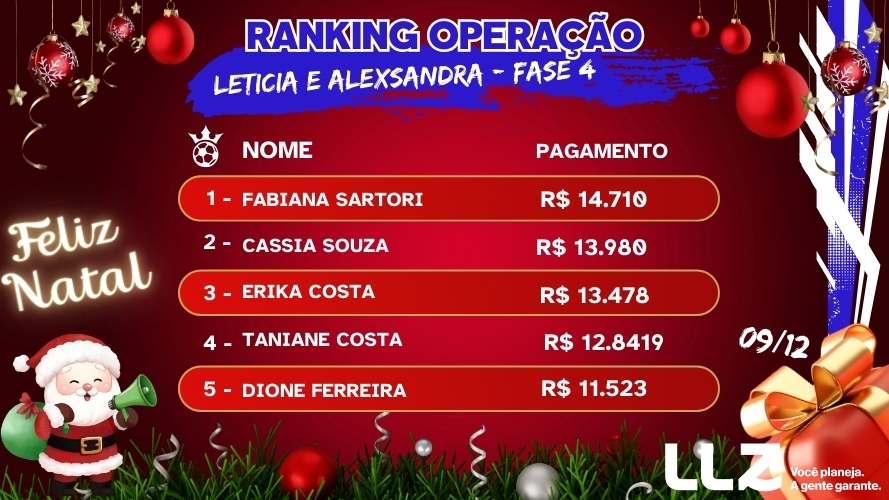 RANKING OPERAÇÃO
LETICIA E ALEXSANDRA - FASE 4
NOME PAGAMENTO
1 - FABIANA SARTORI R$ 14.710
2 - CASSIA SOUZA R$ 13.980
3 - ERIKA COSTA R$ 13.478
4 - TANIANE COSTA R$ 12.8419
5 - DIONE FERREIRA R$ 11.523
Feliz
Natal
09/12
LLZ
Você planeja.
A gente garante.